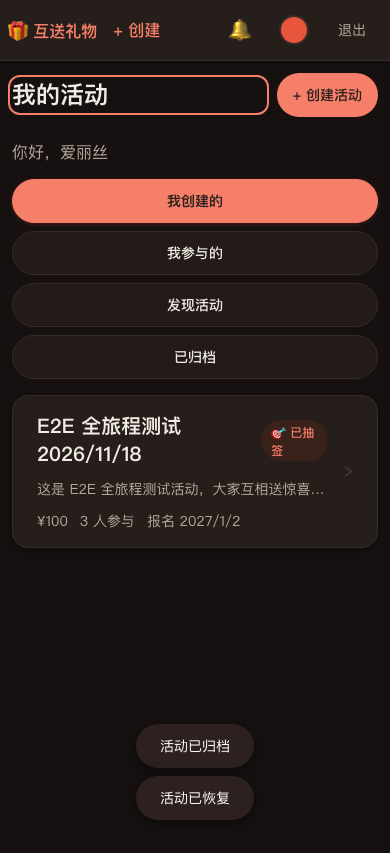 🎁 互送礼物 + 创建 🔔 退出
我的活动
+ 创建活动
你好，爱丽丝
我创建的
我参与的
发现活动
已归档
E2E 全旅程测试
2026/11/18
🎯 已抽
签
这是 E2E 全旅程测试活动，大家互相送惊喜...
¥100 3 人参与 报名 2027/1/2
活动已归档
活动已恢复